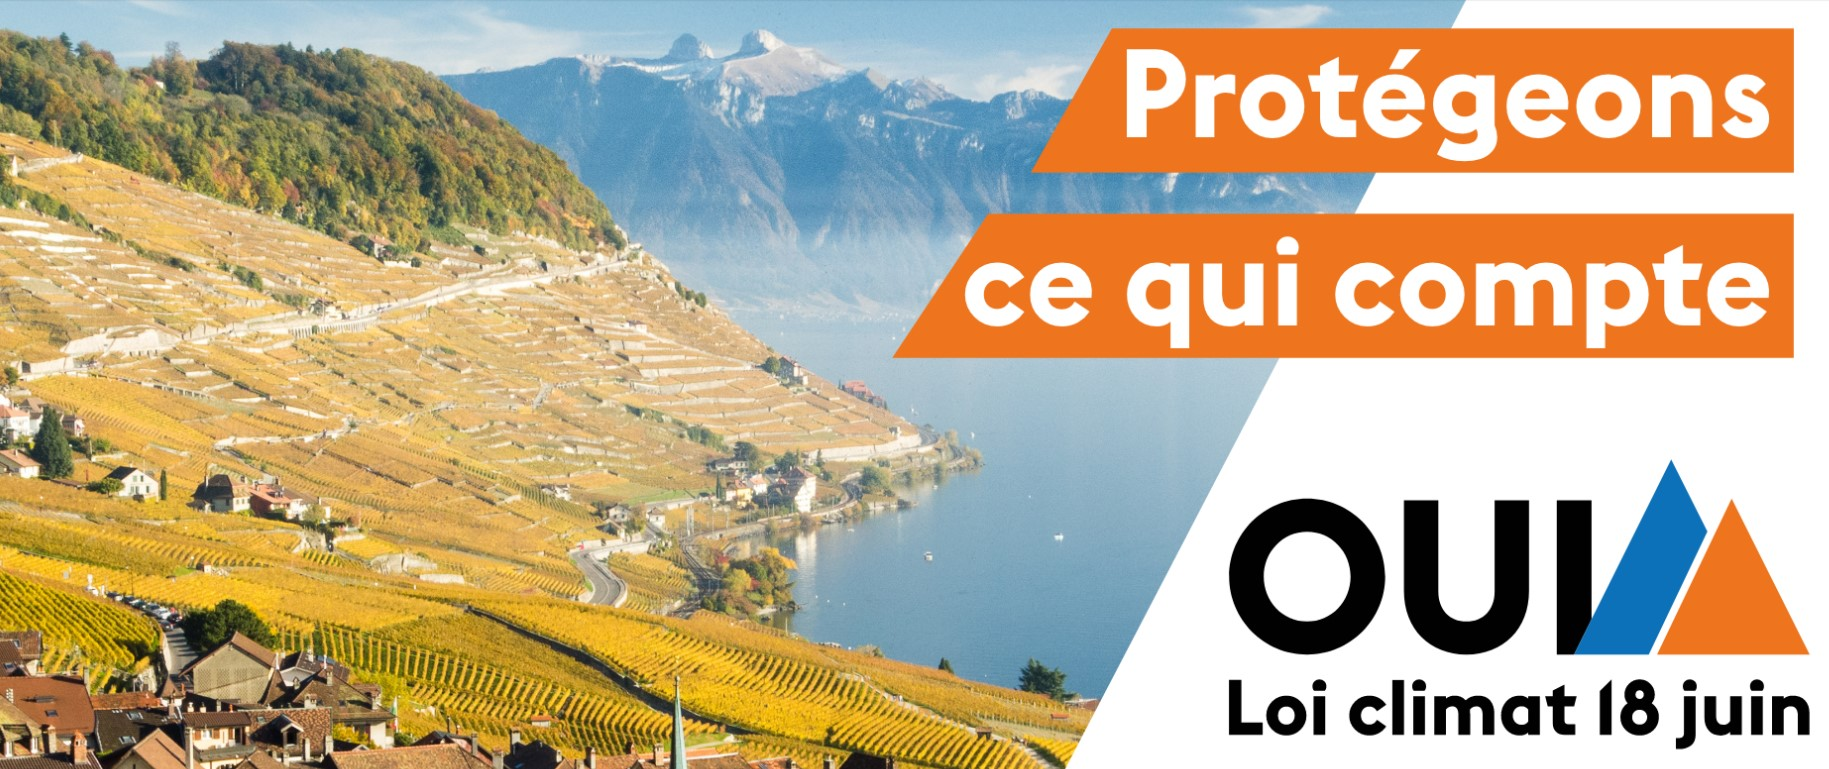 Protégeons
ce qui compte
OUI
Loi climat 18 juin